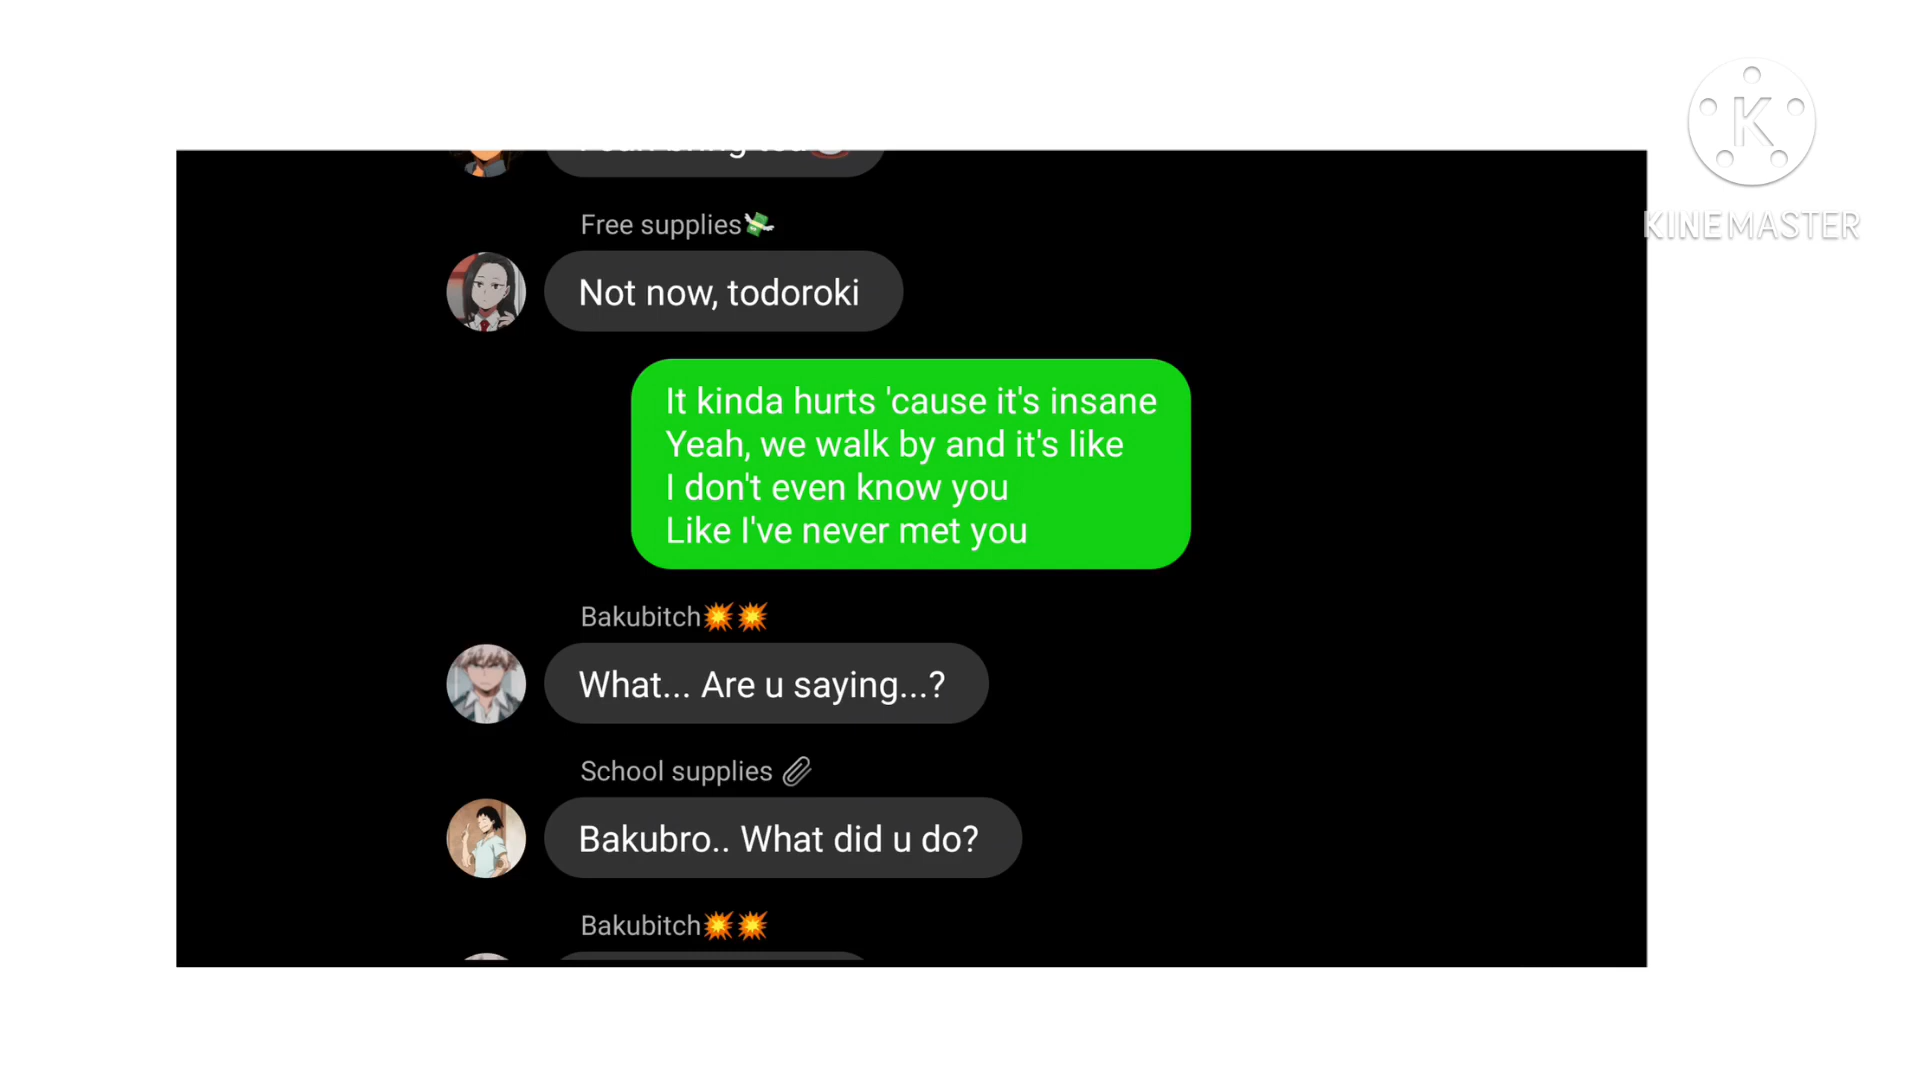 Free supplies💸
Not now, todoroki
It kinda hurts 'cause it's insane
Yeah, we walk by and it's like
I don't even know you
Like I've never met you
Bakubitch💥💥
What... Are u saying...?
School supplies 📎
Bakubro.. What did u do?
Bakubitch💥💥
K
KINEMASTER